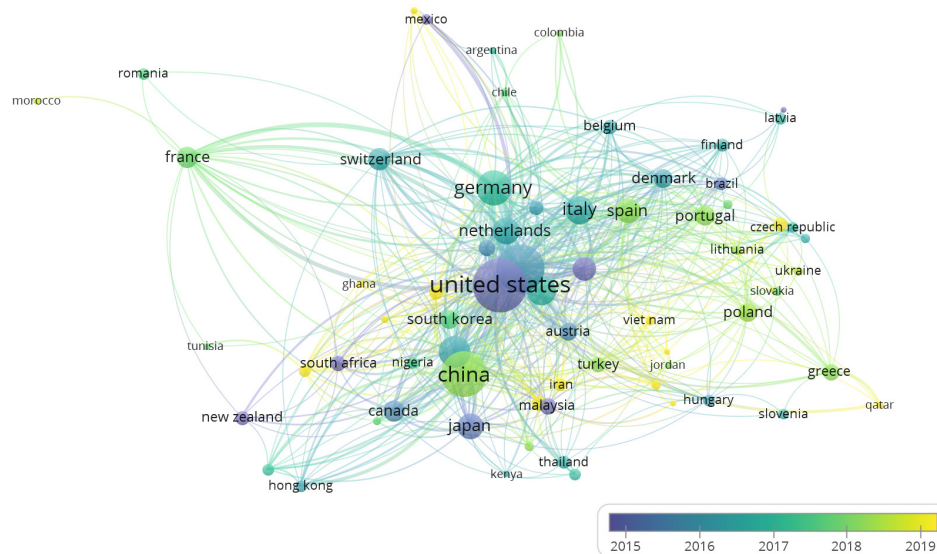 mexico
colombia
argentina
romania
chile
morocco
latvia
belgium
finland
france
switzerland
denmark
brazil
germany
italy
spain
portugal
netherlands
czech republic
lithuania
united states
ukraine
ghana
slovakia
poland
south korea
viet nam
austria
tunisia
south africa
nigeria
turkey
jordan
greece
china
iran
malaysia
hungary
qatar
new zealand
canada
slovenia
japan
thailand
kenya
hong kong
2015 2016 2017 2018 2019